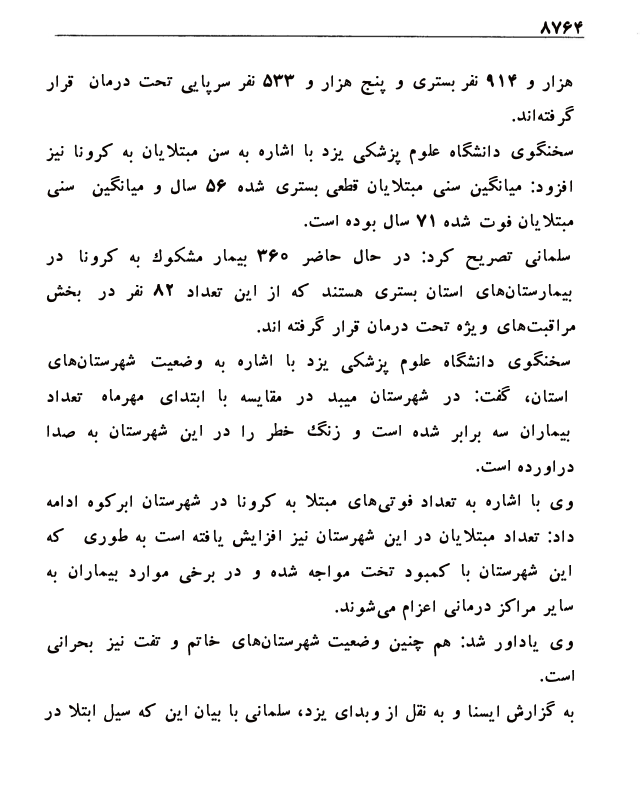 ۸۷۶۴
هزار و ۹۱۴ نفر بستری و پنج هزار و ۵۳۳ نفر سرپایی تحت درمان قرار
گرفته‌اند.
سخنگوی دانشگاه علوم پزشکی یزد با اشاره به سن مبتلایان به کرونا نیز
افزود: میانگین سنی مبتلایان قطعی بستری شده ۵۶ سال و میانگین سنی
مبتلایان فوت شده ۷۱ سال بوده است.
سلمانی تصریح کرد: در حال حاضر ۳۶۰ بیمار مشکوك به کرونا در
بیمارستان‌های استان بستری هستند که از این تعداد ۸۲ نفر در بخش
مراقبت‌های ویژه تحت درمان قرار گرفته اند.
سخنگوی دانشگاه علوم پزشکی یزد با اشاره به وضعیت شهرستان‌های
استان، گفت: در شهرستان میبد در مقایسه با ابتدای مهرماه تعداد
بیماران سه برابر شده است و زنگ خطر را در این شهرستان به صدا
دراورده است.
وی با اشاره به تعداد فوتی‌های مبتلا به کرونا در شهرستان ابرکوه ادامه
داد: تعداد مبتلایان در این شهرستان نیز افزایش یافته است به طوری که
این شهرستان با کمبود تخت مواجه شده و در برخی موارد بیماران به
سایر مراکز درمانی اعزام می‌شوند.
وی یاداور شد: هم چنین وضعیت شهرستان‌های خاتم و تفت نیز بحرانی
است.
به گزارش ایسنا و به نقل از وبدای یزد، سلمانی با بیان این که سیل ابتلا در